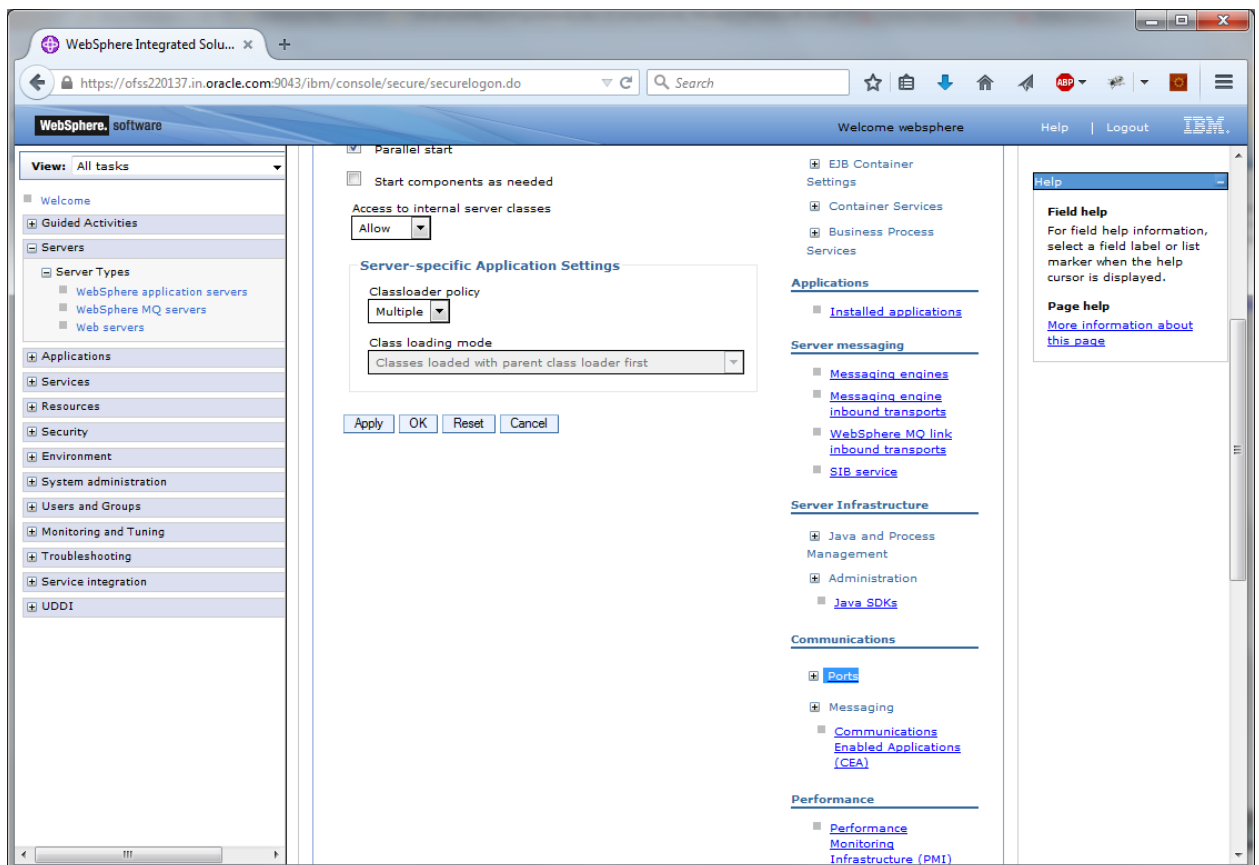 WebSphere Integrated Solu...
https://ofss220137.in.oracle.com:9043/ibm/console/secure/securelogon.do
Search
ABP
WebSphere. software
Welcome websphere
Help | Logout
IBM.
View: All tasks
Welcome
Guided Activities
Servers
Server Types
WebSphere application servers
WebSphere MQ servers
Web servers
Applications
Services
Resources
Security
Environment
System administration
Users and Groups
Monitoring and Tuning
Troubleshooting
Service integration
UDDI
Parallel start
Start components as needed
Access to internal server classes
Allow
Server-specific Application Settings
Classloader policy
Multiple
Class loading mode
Classes loaded with parent class loader first
Apply OK Reset Cancel
EJB Container
Settings
Container Services
Business Process
Services
Applications
Installed applications
Server messaging
Messaging engines
Messaging engine
inbound transports
WebSphere MQ link
inbound transports
SIB service
Server Infrastructure
Java and Process
Management
Administration
Java SDKs
Communications
Ports
Messaging
Communications
Enabled Applications
(CEA)
Performance
Performance
Monitoring
Infrastructure (PMI)
Help
Field help
For field help information,
select a field label or list
marker when the help
cursor is displayed.
Page help
More information about
this page